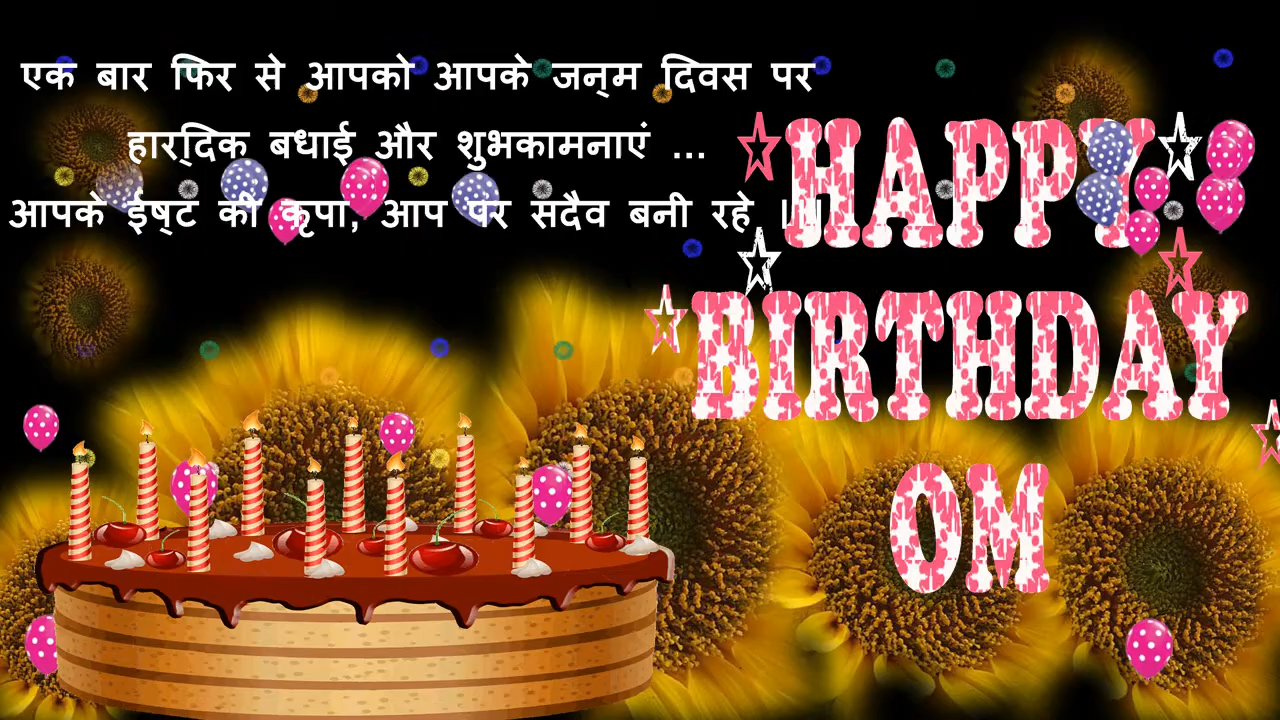 एक बार फिर से आपको आपके जन्म दिवस पर
हार्दिक बधाई और शुभकामनाएं ...
आपके ईष्ट की कृपा, आप पर सदैव बनी रहे ।।।
HAPPY
BIRTHDAY
OM